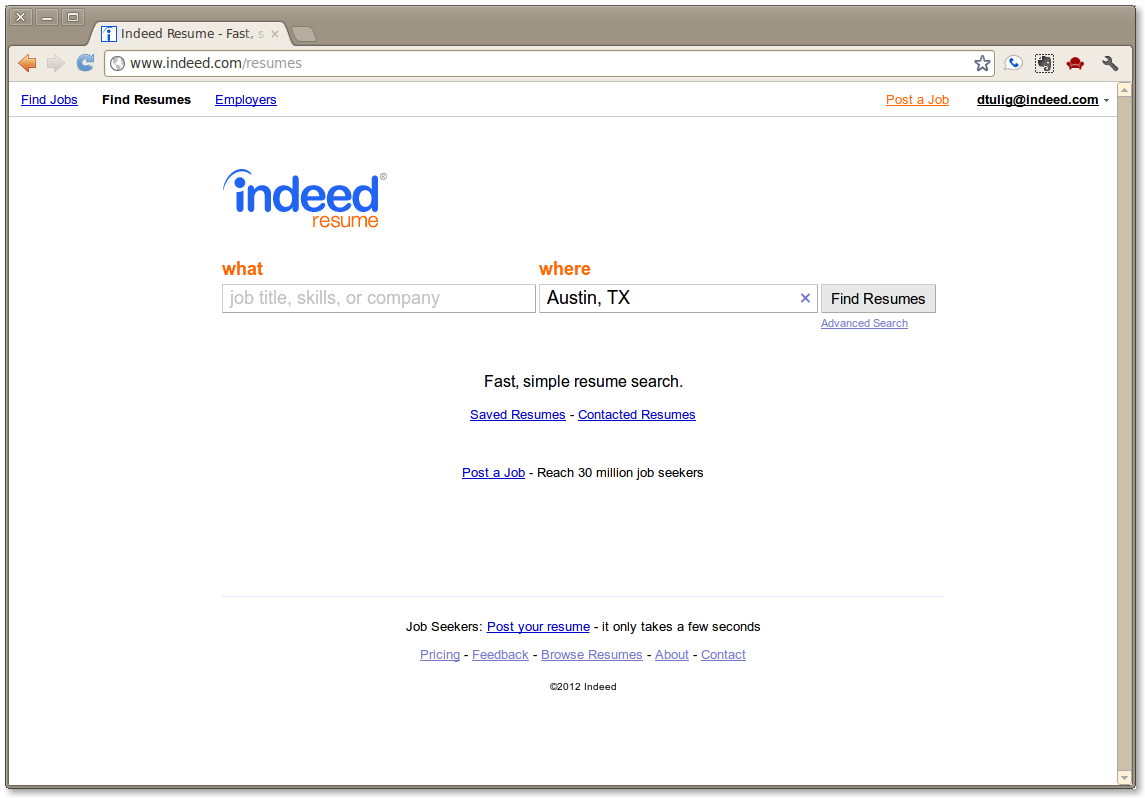 Indeed Resume - Fast, s
www.indeed.com/resumes
Find Jobs Find Resumes Employers Post a Job dtulig@indeed.com
indeed®
resume
what where
job title, skills, or company Austin, TX × Find Resumes
Advanced Search
Fast, simple resume search.
Saved Resumes - Contacted Resumes
Post a Job - Reach 30 million job seekers
Job Seekers: Post your resume - it only takes a few seconds
Pricing - Feedback - Browse Resumes - About - Contact
©2012 Indeed